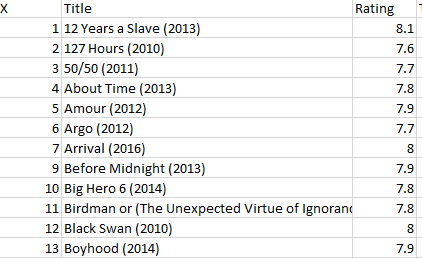 X Title Rating
1 12 Years a Slave (2013) 8.1
2 127 Hours (2010) 7.6
3 50/50 (2011) 7.7
4 About Time (2013) 7.8
5 Amour (2012) 7.9
6 Argo (2012) 7.7
7 Arrival (2016) 8
9 Before Midnight (2013) 7.9
10 Big Hero 6 (2014) 7.8
11 Birdman or (The Unexpected Virtue of 7.8
12 Black Swan (2010) 8
13 Boyhood (2014) 7.9